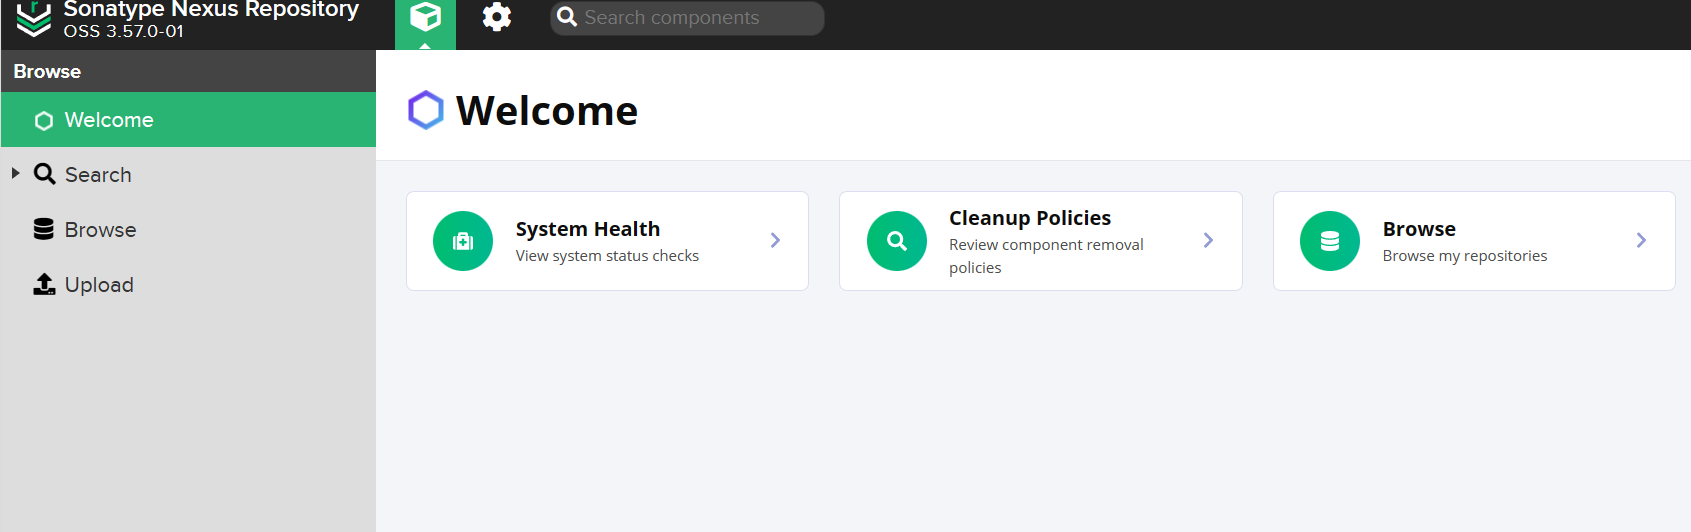 Sonatype Nexus Repository
OSS 3.57.0-01
Search components
Browse
Welcome
Search
Browse
Upload
Welcome
System Health
View system status checks
Cleanup Policies
Review component removal
policies
Browse
Browse my repositories